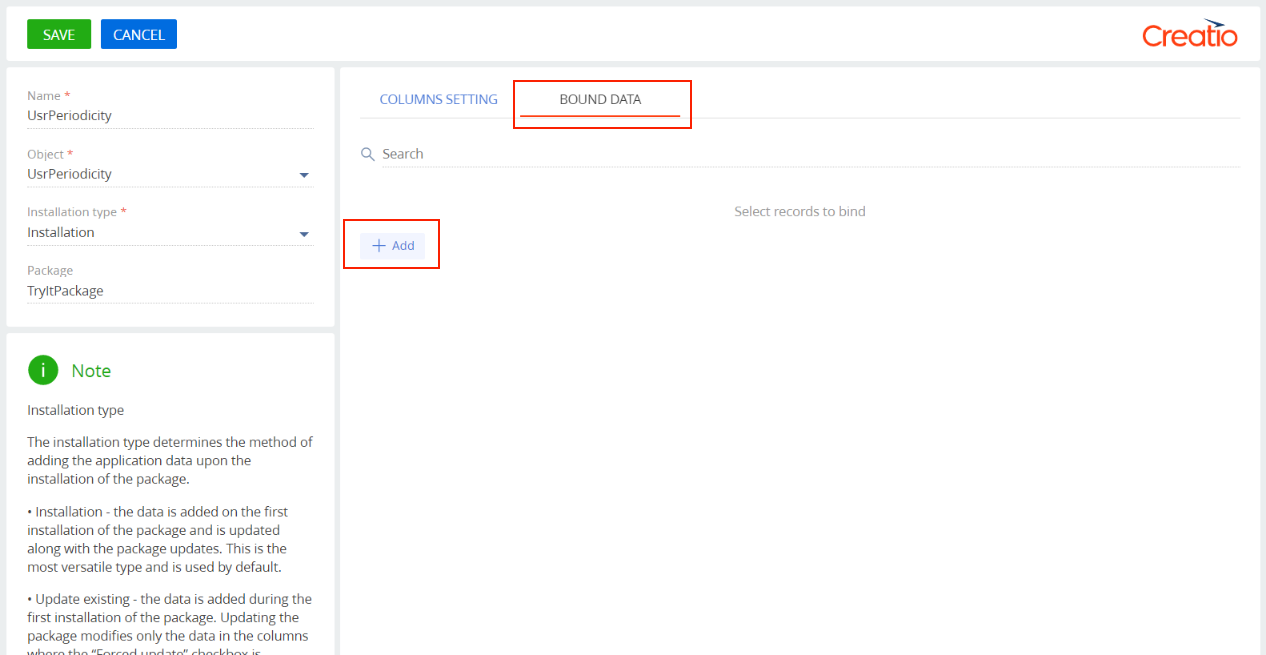 SAVE
CANCEL
Creatio
Name *
UsrPeriodicity
Object *
UsrPeriodicity
Installation type *
Installation
Package
TryItPackage
i Note
Installation type
The installation type determines the method of
adding the application data upon the
installation of the package.
• Installation - the data is added on the first
installation of the package and is updated
along with the package updates. This is the
most versatile type and is used by default.
• Update existing - the data is added during the
first installation of the package. Updating the
package modifies only the data in the columns
where the “Forced update” checkbox is
COLUMNS SETTING
BOUND DATA
Search
Select records to bind
+ Add